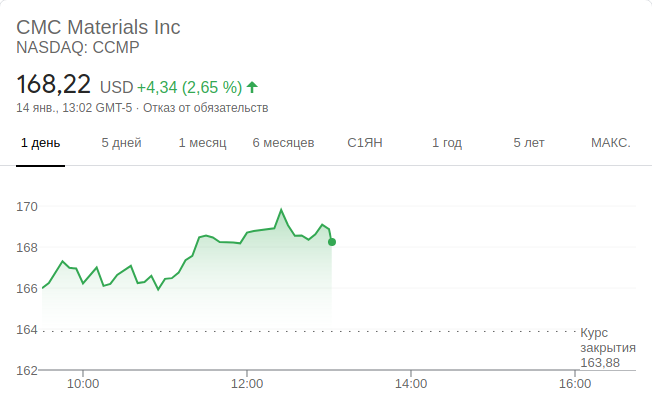 CMC Materials Inc
NASDAQ: CCMP
168,22 USD +4,34 (2,65 %)
14 янв., 13:02 GMT-5 · Отказ от обязательств
1 день 5 дней 1 месяц 6 месяцев С1ЯН 1 год 5 лет МАКС.
170
168
166
164
Курс
закрытия
163,88
162
10:00 12:00 14:00 16:00